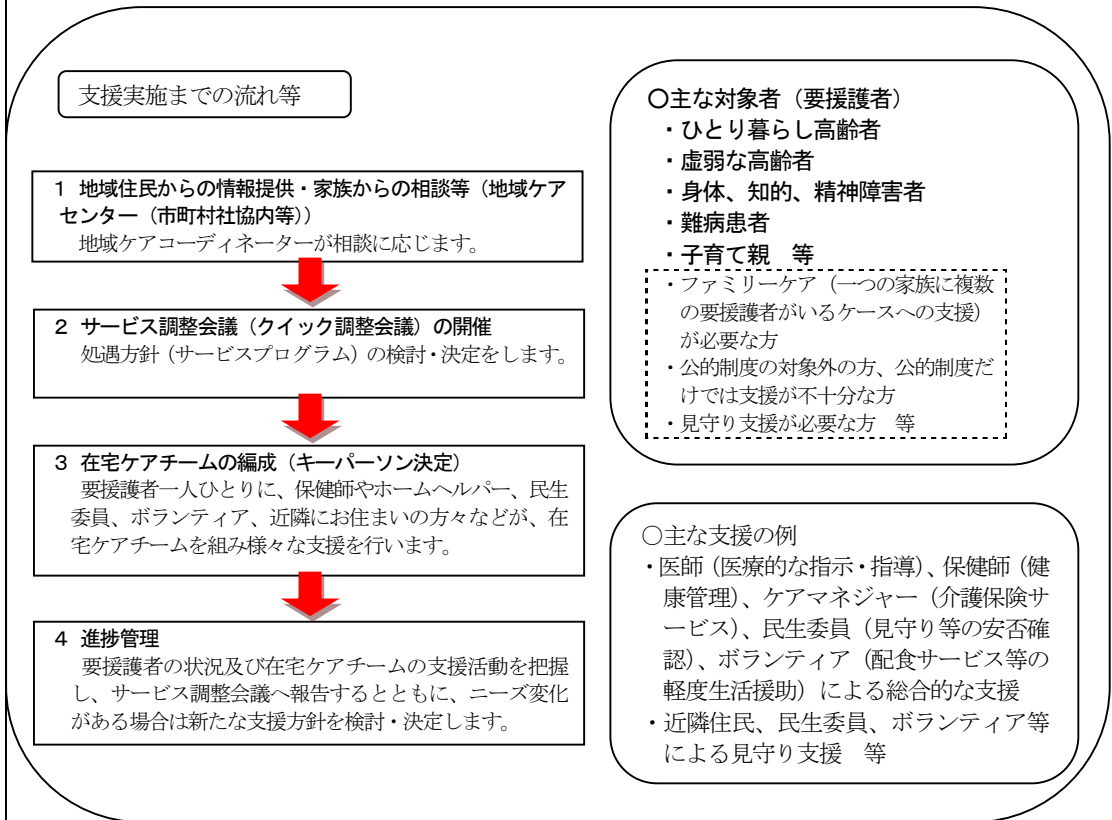 支援実施までの流れ等
1 地域住民からの情報提供・家族からの相談等（地域ケア
センター（市町村社協内等））
地域ケアコーディネーターが相談に応じます。
2 サービス調整会議（クイック調整会議）の開催
処遇方針（サービスプログラム）の検討・決定をします。
3 在宅ケアチームの編成（キーパーソン決定）
要援護者一人ひとりに、保健師やホームヘルパー、民生
委員、ボランティア、近隣にお住まいの方々などが、在
宅ケアチームを組み様々な支援を行います。
4 進捗管理
要援護者の状況及び在宅ケアチームの支援活動を把握
し、サービス調整会議へ報告するとともに、ニーズ変化
がある場合は新たな支援方針を検討・決定します。
〇主な対象者（要援護者）
・ひとり暮らし高齢者
・虚弱な高齢者
・身体、知的、精神障害者
・難病患者
・子育て親　等
・ファミリーケア（一つの家族に複数
の要援護者がいるケースへの支援）
が必要な方
・公的制度の対象外の方、公的制度だ
けでは支援が不十分な方
・見守り支援が必要な方　等
〇主な支援の例
・医師（医療的な指示・指導）、保健師（健
康管理）、ケアマネジャー（介護保険サ
ービス）、民生委員（見守り等の安否確
認）、ボランティア（配食サービス等の
軽度生活援助）による総合的な支援
・近隣住民、民生委員、ボランティア等
による見守り支援　等